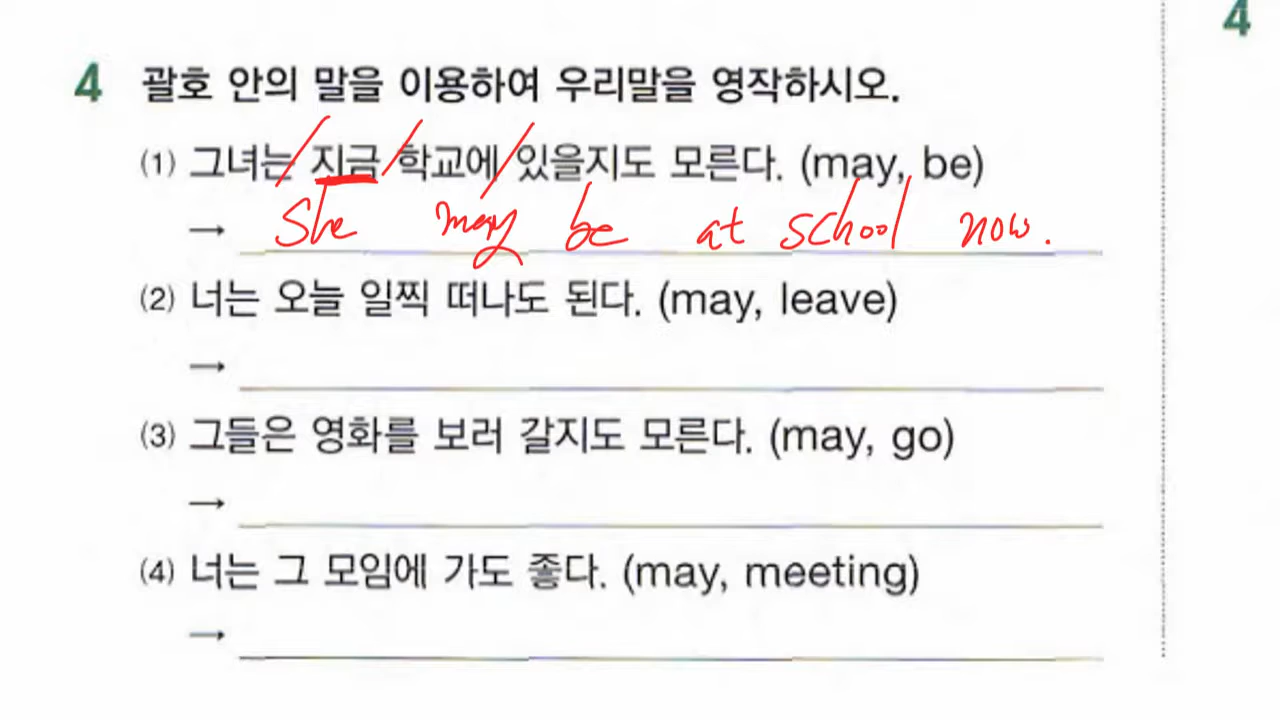 4
4 괄호 안의 말을 이용하여 우리말을 영작하시오.
(1) 그녀는 / 지금 / 학교에 / 있을지도 모른다. (may, be)
→ She may be at school now.
(2) 너는 오늘 일찍 떠나도 된다. (may, leave)
→
(3) 그들은 영화를 보러 갈지도 모른다. (may, go)
→
(4) 너는 그 모임에 가도 좋다. (may, meeting)
→